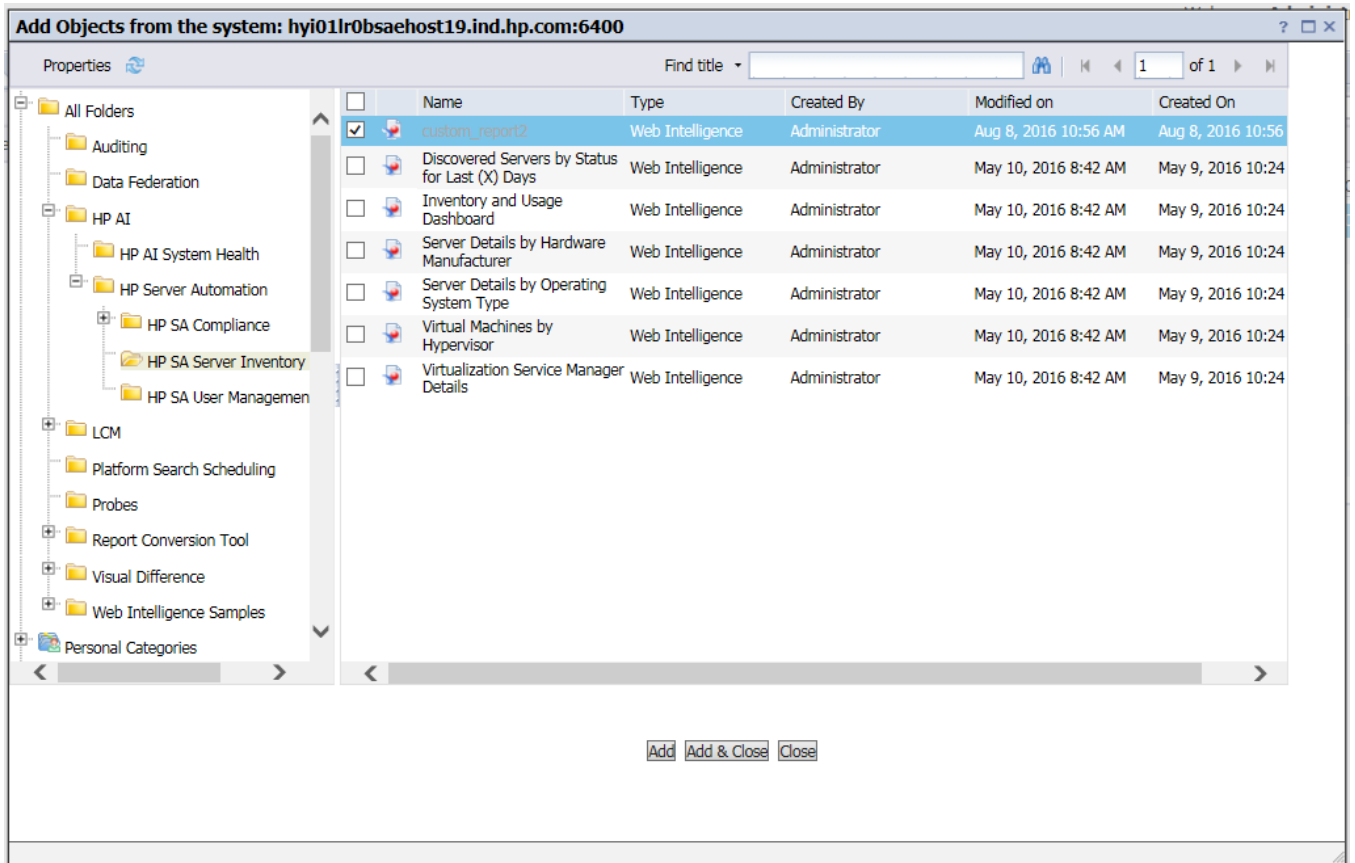 Add Objects from the system: hyi01lr0bsaehost19.ind.hp.com:6400
? 
Properties Find title 1 of 1
All Folders
Auditing
Data Federation
HP AI
HP AI System Health
HP Server Automation
HP SA Compliance
HP SA Server Inventory
HP SA User Managemen
LCM
Platform Search Scheduling
Probes
Report Conversion Tool
Visual Difference
Web Intelligence Samples
Personal Categories
Name Type Created By Modified on Created On
custom_report2 Web Intelligence Administrator Aug 8, 2016 10:56 AM Aug 8, 2016 10:56
Discovered Servers by Status
for Last (X) Days Web Intelligence Administrator May 10, 2016 8:42 AM May 9, 2016 10:24
Inventory and Usage
Dashboard Web Intelligence Administrator May 10, 2016 8:42 AM May 9, 2016 10:24
Server Details by Hardware
Manufacturer Web Intelligence Administrator May 10, 2016 8:42 AM May 9, 2016 10:24
Server Details by Operating
System Type Web Intelligence Administrator May 10, 2016 8:42 AM May 9, 2016 10:24
Virtual Machines by
Hypervisor Web Intelligence Administrator May 10, 2016 8:42 AM May 9, 2016 10:24
Virtualization Service Manager
Details Web Intelligence Administrator May 10, 2016 8:42 AM May 9, 2016 10:24
Add Add & Close Close